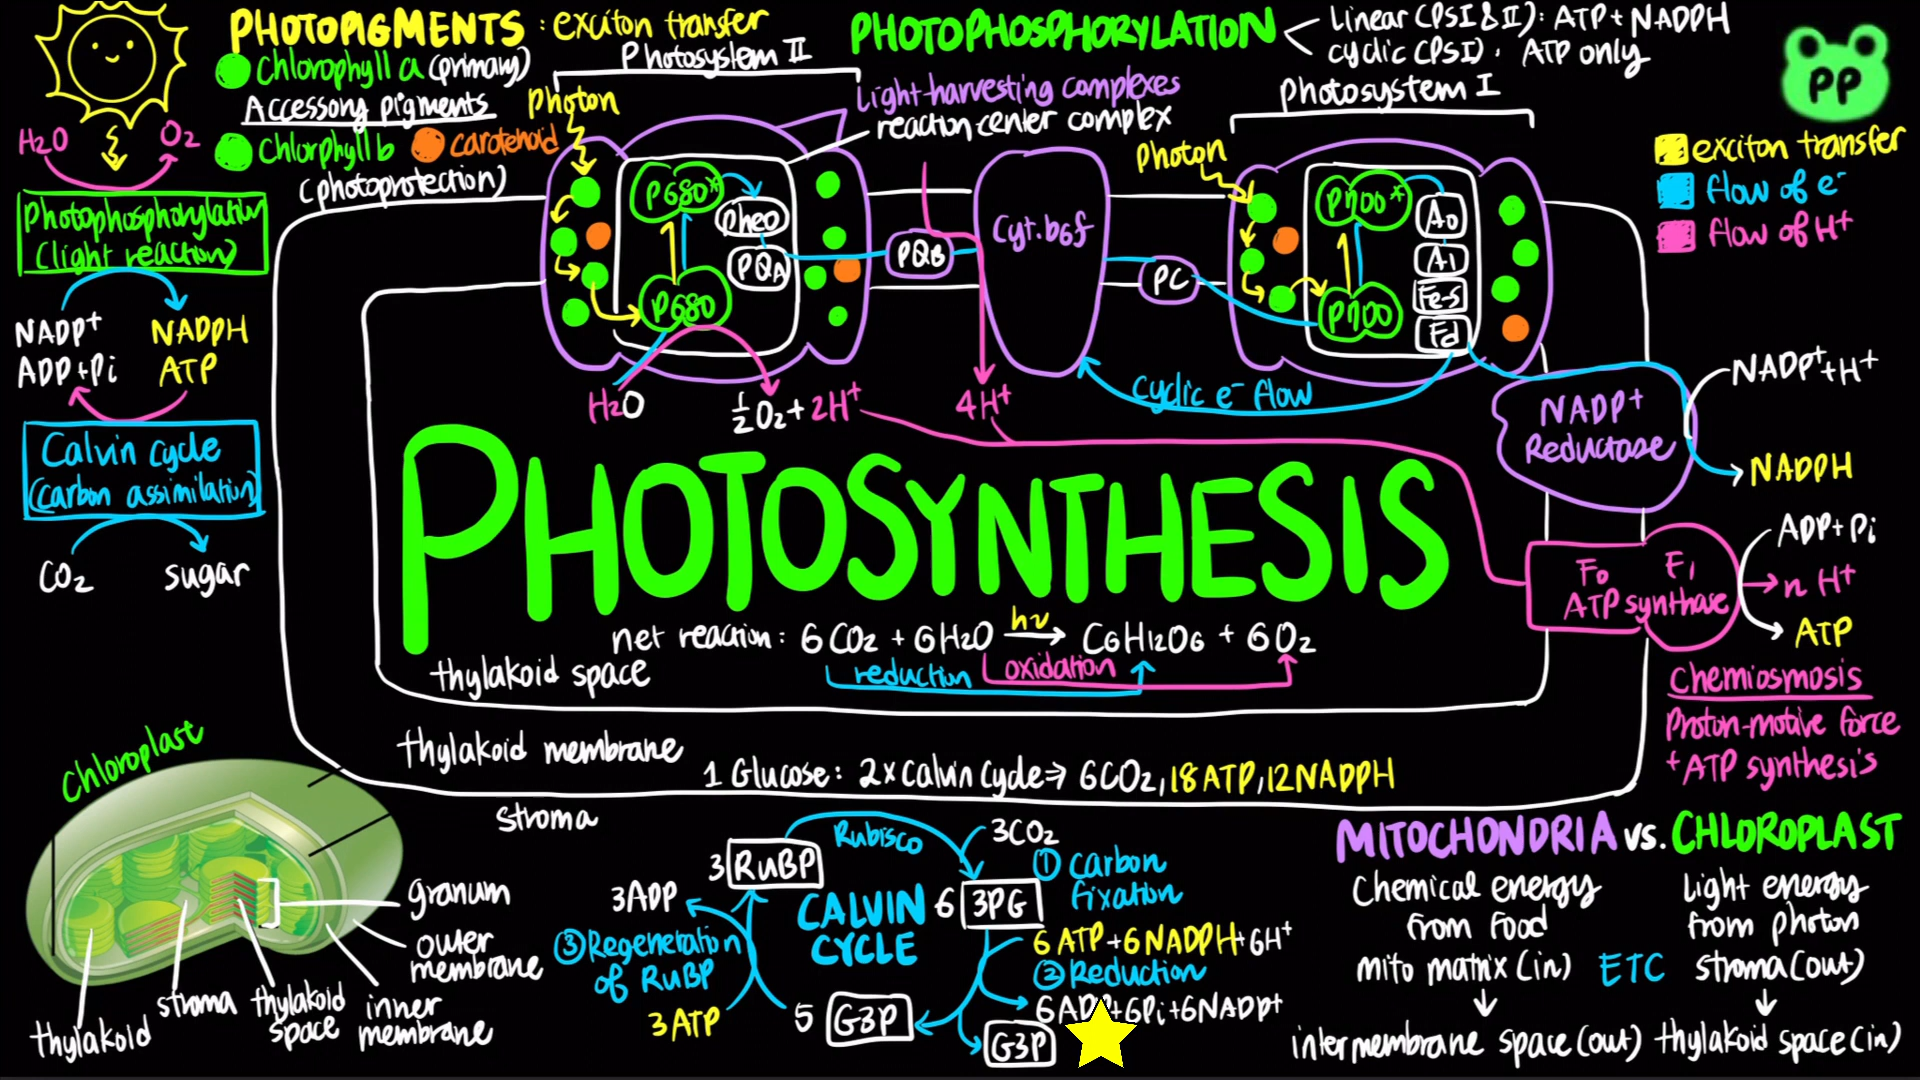 PHOTOPIGMENTS : exciton transfer
Chlorophyll a (primary)
Accessory pigments
Chlorphyll b
carotenoid
(photoprotection)
Photosystem II
Photon
PHOTOPHOSPHORYLATION
Linear (PSI & II): ATP + NADPH
cyclic (PSI): ATP only
Light-harvesting complexes
reaction center complex
Photosystem I
Photon
PP
exciton transfer
flow of e-
flow of H+
H2O
O2
Photophosphorylation
(light reaction)
NADP+
ADP+Pi
NADPH
ATP
Calvin cycle
(carbon assimilation)
CO2
sugar
P680*
Pheo
PQA
P680
PQB
Cyt.b6f
PC
P700*
P700
A0
A1
Fe-S
Fd
H2O
1/2 O2 + 2H+
4H+
cyclic e- flow
NADP+
Reductase
NADP+ + H+
NADPH
PHOTOSYNTHESIS
F0 F1
ATP synthase
ADP+Pi
n H+
ATP
net reaction: 6CO2 + 6H2O hν → C6H12O6 + 6O2
reduction
oxidation
thylakoid space
thylakoid membrane
1 Glucose: 2×Calvin Cycle ⇒ 6CO2, 18 ATP, 12 NADPH
stroma
Chemiosmosis
Proton-motive force
+ ATP synthesis
Chloroplast
granum
outer
membrane
inner
membrane
thylakoid
space
stroma
thylakoid
CALVIN
CYCLE
3 RuBP
Rubisco
3CO2
① Carbon
fixation
6 3PG
6 ATP + 6 NADPH + 6H+
② Reduction
6ADP+6Pi+6NADP+
G3P
5 G3P
3ATP
③ Regeneration
of RuBP
3ADP
MITOCHONDRIA vs. CHLOROPLAST
Chemical energy
from food
Light energy
from photon
mito matrix (in)
ETC
stroma (out)
↓
↓
intermembrane space (out)
thylakoid space (in)